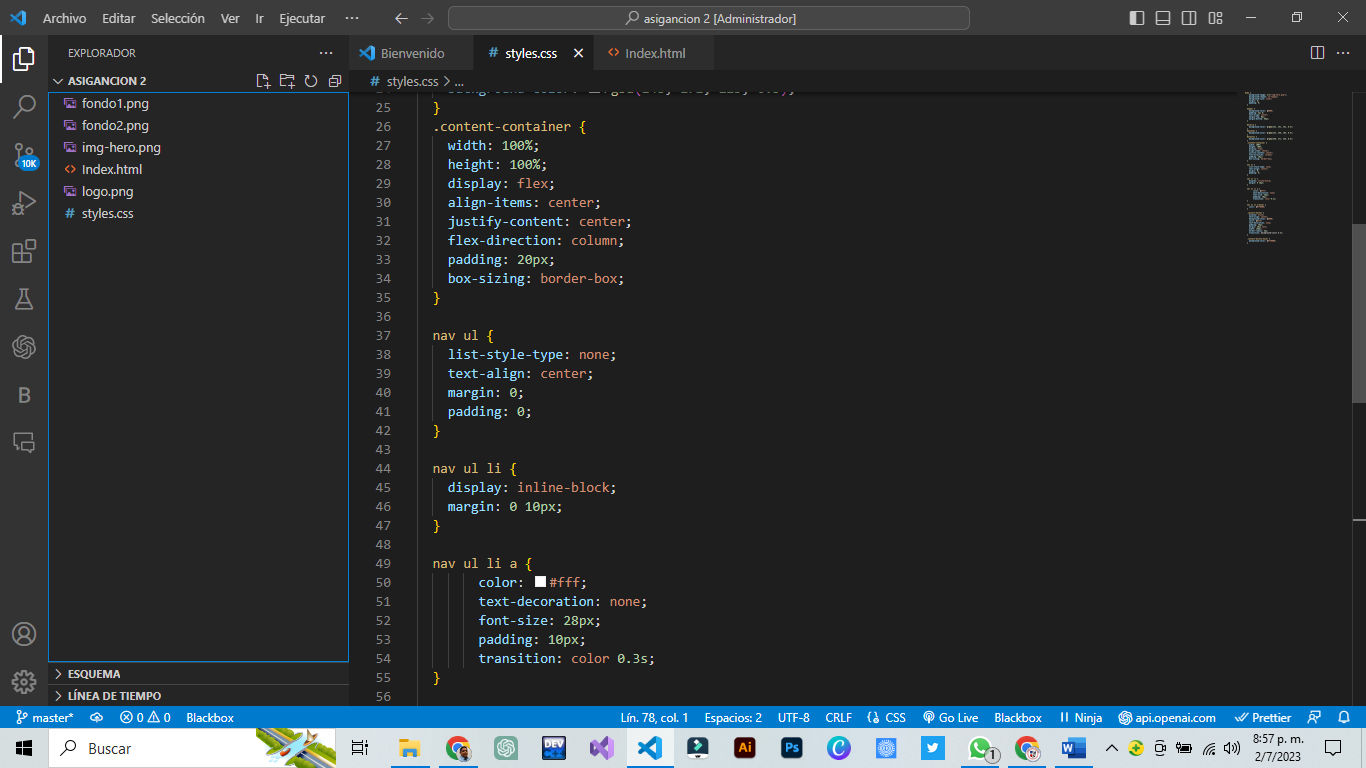 Archivo Editar Selección Ver Ir Ejecutar ··· asigancion 2 [Administrador]
EXPLORADOR ··· Bienvenido # styles.css Index.html ···
ASIGANCION 2 # styles.css > ...
fondo1.png
fondo2.png
img-hero.png
Index.html
logo.png
# styles.css
10K
B
25 }
26 .content-container {
27 width: 100%;
28 height: 100%;
29 display: flex;
30 align-items: center;
31 justify-content: center;
32 flex-direction: column;
33 padding: 20px;
34 box-sizing: border-box;
35 }
36
37 nav ul {
38 list-style-type: none;
39 text-align: center;
40 margin: 0;
41 padding: 0;
42 }
43
44 nav ul li {
45 display: inline-block;
46 margin: 0 10px;
47 }
48
49 nav ul li a {
50 color: #fff;
51 text-decoration: none;
52 font-size: 28px;
53 padding: 10px;
54 transition: color 0.3s;
55 }
56
ESQUEMA
LÍNEA DE TIEMPO
master* 0 0 Blackbox Lín. 78, col. 1 Espacios: 2 UTF-8 CRLF CSS Go Live Blackbox Ninja api.openai.com Prettier
Buscar DEV C++ Ai Ps 1 W 8:57 p. m.
2/7/2023